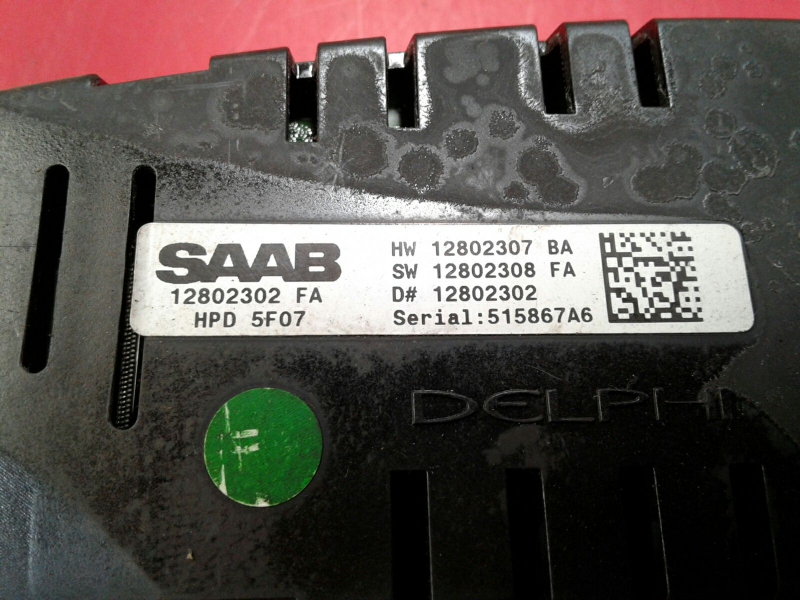 SAAB
12802302 FA
HPD 5F07
HW 12802307 BA
SW 12802308 FA
D# 12802302
Serial:515867A6
DELPHI